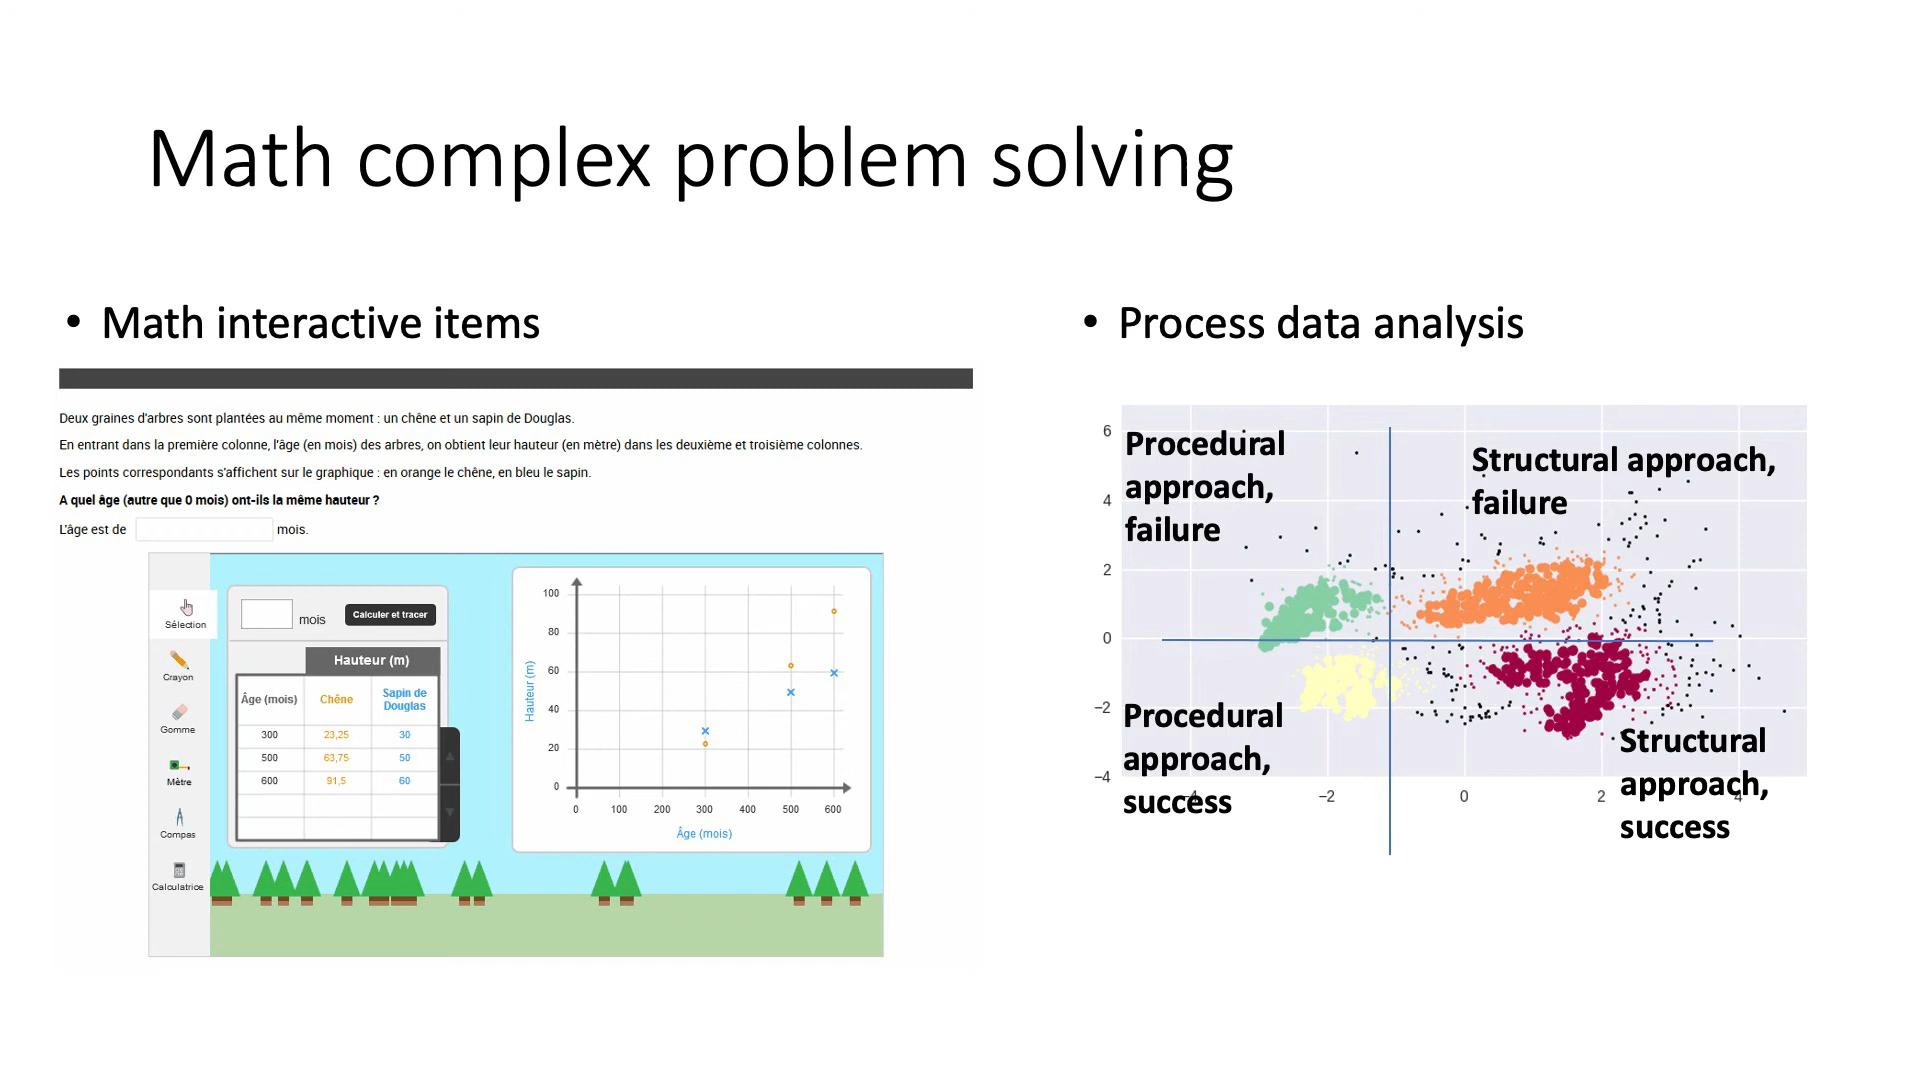 Math complex problem solving
• Math interactive items
Deux graines d'arbres sont plantées au même moment : un chêne et un sapin de Douglas.
En entrant dans la première colonne, l'âge (en mois) des arbres, on obtient leur hauteur (en mètre) dans les deuxième et troisième colonnes.
Les points correspondants s'affichent sur le graphique : en orange le chêne, en bleu le sapin.
A quel âge (autre que 0 mois) ont-ils la même hauteur ?
L'âge est de mois.
Sélection
Crayon
Gomme
Mètre
Compas
Calculatrice
mois Calculer et tracer
Hauteur (m)
Âge (mois) Chêne Sapin de
Douglas
300 23,25 30
500 63,75 50
600 91,5 60
100
80
60
40
20
0
Hauteur (m)
0 100 200 300 400 500 600
Âge (mois)
• Process data analysis
6
4
2
0
−2
−4
Procedural
approach,
failure
Structural approach,
failure
Procedural
approach,
success
Structural
approach,
success
−4 −2 0 2 4